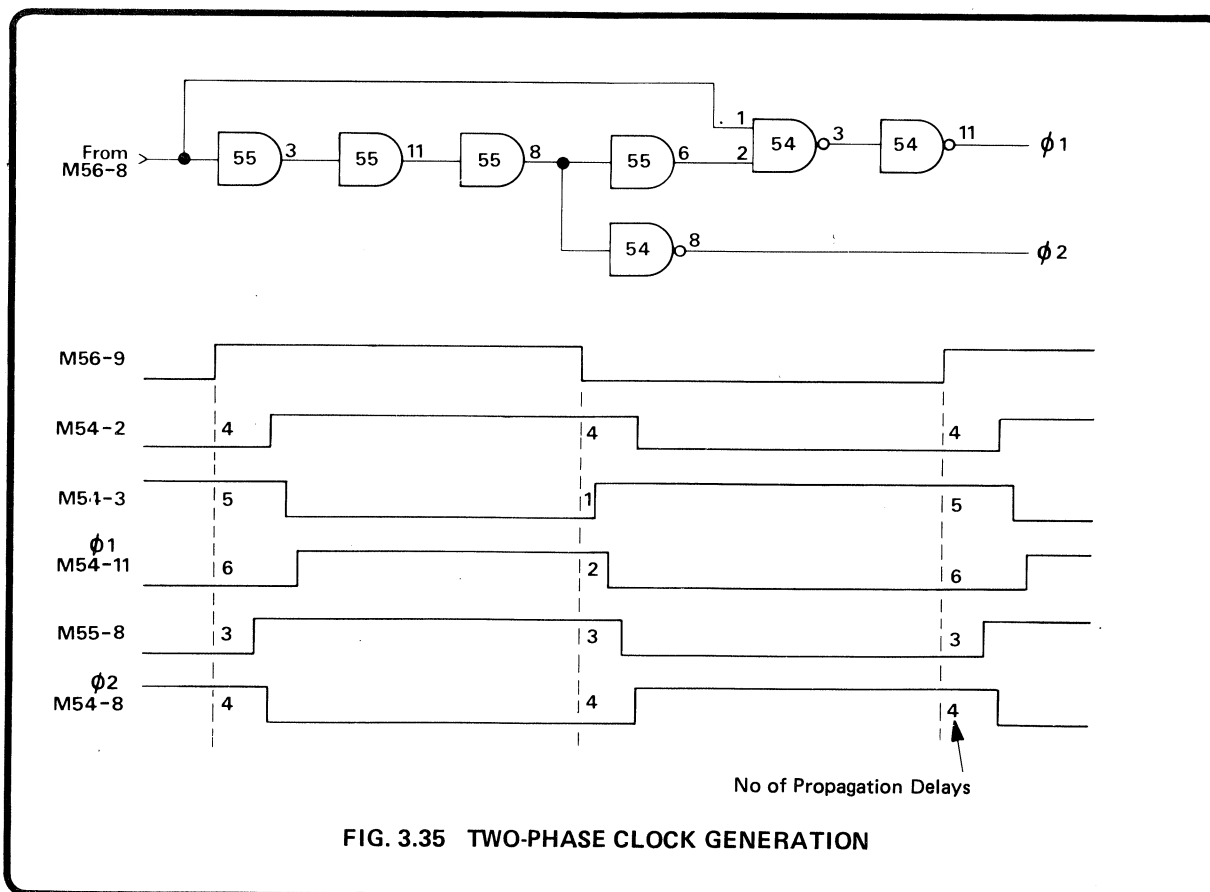 1
From
M56-8
55
3
55
11
55
8
55
6
2
54
3
54
11
ϕ1
54
8
ϕ2
M56-9
M54-2
4
4
4
M54-3
5
1
5
ϕ1
M54-11
6
2
6
M55-8
3
3
3
ϕ2
M54-8
4
4
4
No of Propagation Delays
FIG. 3.35 TWO-PHASE CLOCK GENERATION